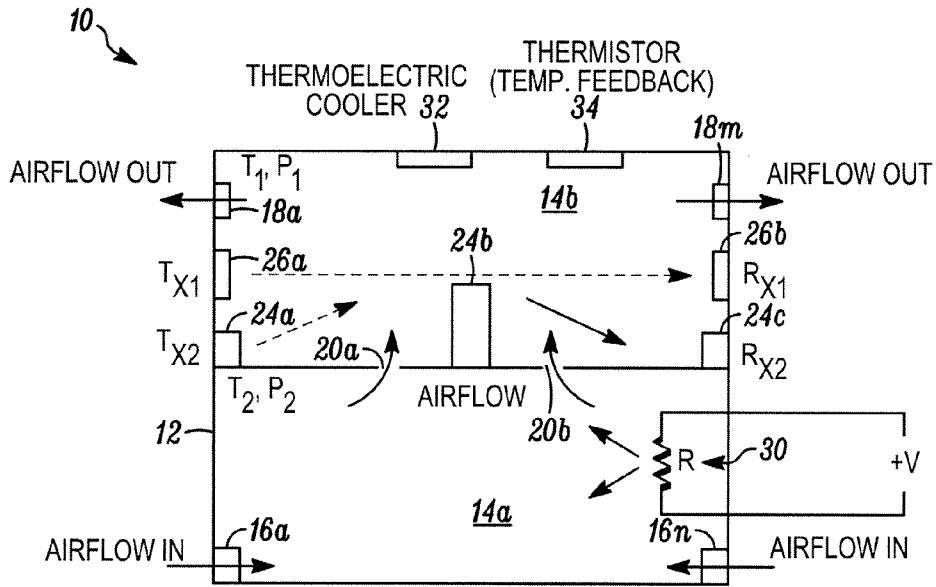 10
THERMOELECTRIC
COOLER 32
THERMISTOR
(TEMP. FEEDBACK)
34
18m
AIRFLOW OUT
T1, P1
AIRFLOW OUT
18a
14b
26a
24b
26b
TX1
RX1
24a
24c
TX2
20a
RX2
T2, P2
AIRFLOW
20b
12
R
30
+V
14a
16a
16n
AIRFLOW IN
AIRFLOW IN